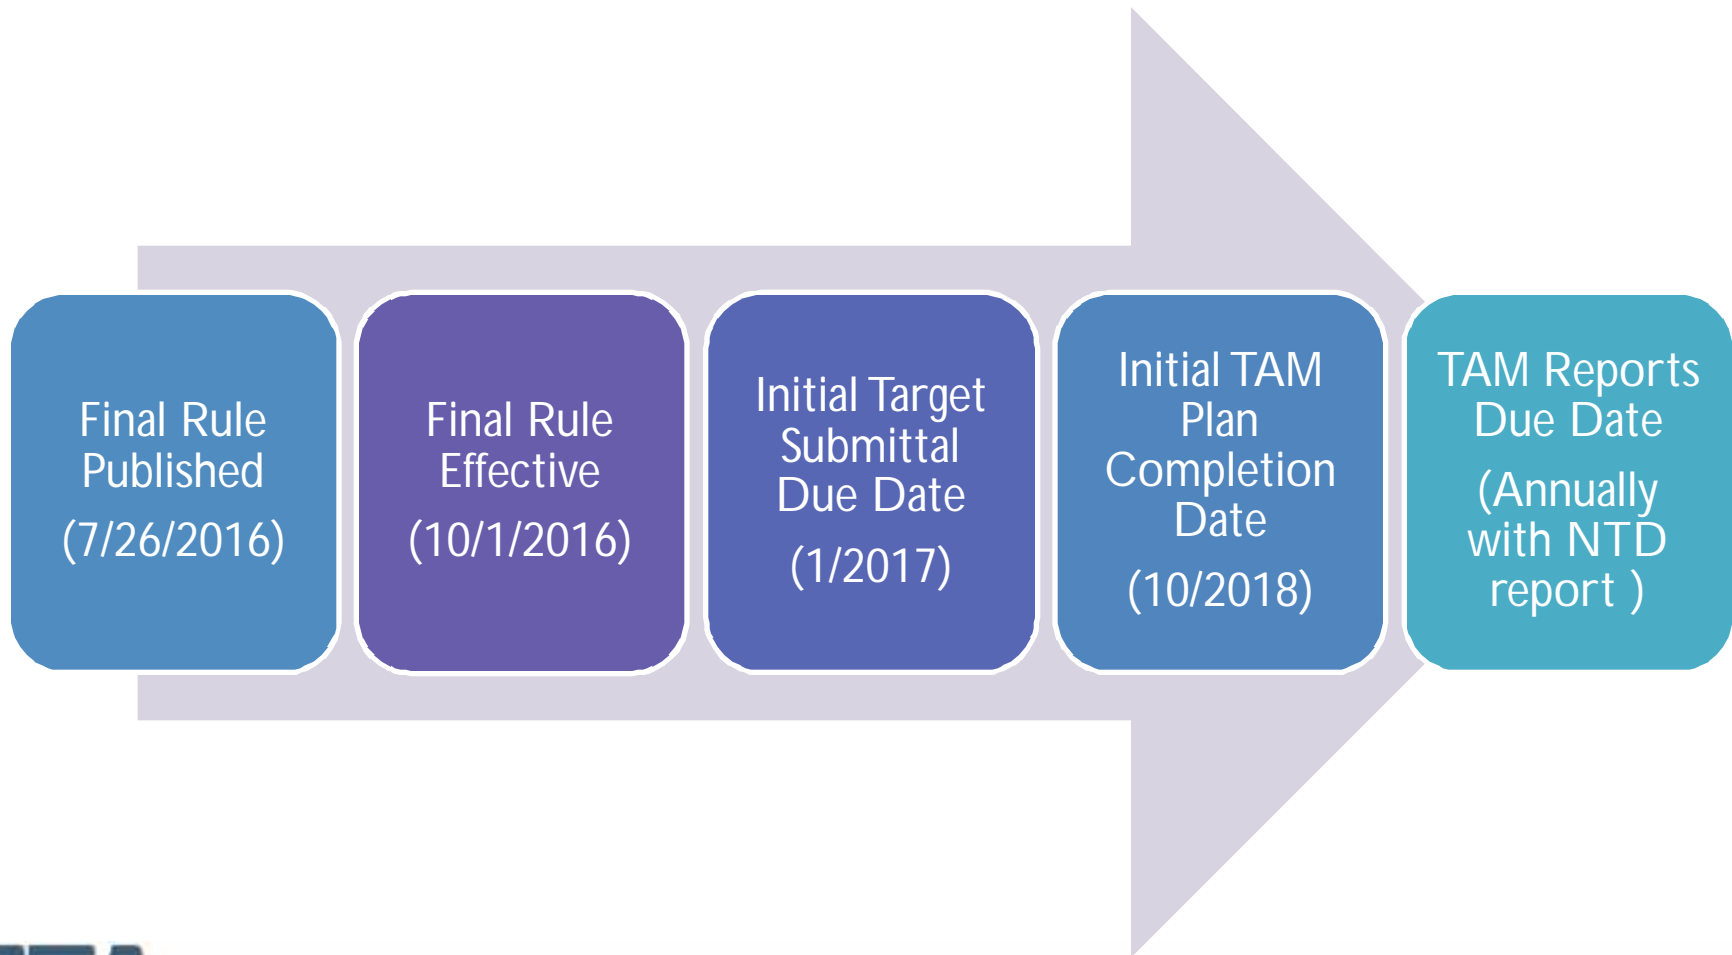 Final Rule
Published
(7/26/2016)
Final Rule
Effective
(10/1/2016)
Initial Target
Submittal
Due Date
(1/2017)
Initial TAM
Plan
Completion
Date
(10/2018)
TAM Reports
Due Date
(Annually
with NTD
report )